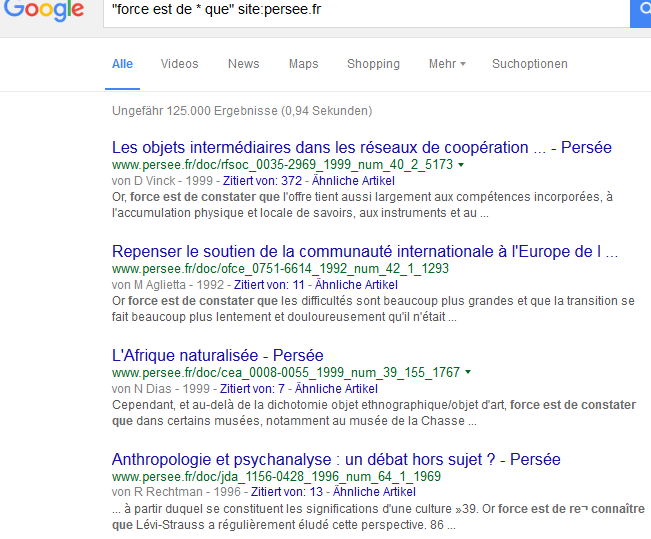 Google
"force est de * que" site:persee.fr
Alle Videos News Maps Shopping Mehr Suchoptionen
Ungefähr 125.000 Ergebnisse (0,94 Sekunden)
Les objets intermédiaires dans les réseaux de coopération ... - Persée
www.persee.fr/doc/rfsoc_0035-2969_1999_num_40_2_5173
von D Vinck - 1999 - Zitiert von: 372 - Ähnliche Artikel
Or, force est de constater que l'offre tient aussi largement aux compétences incorporées, à
l'accumulation physique et locale de savoirs, aux instruments et au ...
Repenser le soutien de la communauté internationale à l'Europe de l ...
www.persee.fr/doc/ofce_0751-6614_1992_num_42_1_1293
von M Aglietta - 1992 - Zitiert von: 11 - Ähnliche Artikel
Or force est de constater que les difficultés sont beaucoup plus grandes et que la transition se
fait beaucoup plus lentement et douloureusement qu'il n'était ...
L'Afrique naturalisée - Persée
www.persee.fr/doc/cea_0008-0055_1999_num_39_155_1767
von N Dias - 1999 - Zitiert von: 7 - Ähnliche Artikel
Cependant, et au-delà de la dichotomie objet ethnographique/objet d'art, force est de constater
que dans certains musées, notamment au musée de la Chasse ...
Anthropologie et psychanalyse : un débat hors sujet ? - Persée
www.persee.fr/doc/jda_1156-0428_1996_num_64_1_1969
von R Rechtman - 1996 - Zitiert von: 13 - Ähnliche Artikel
... à partir duquel se constituent les significations d'une culture »39. Or force est de re¬ connaître
que Lévi-Strauss a régulièrement éludé cette perspective. 86 ...